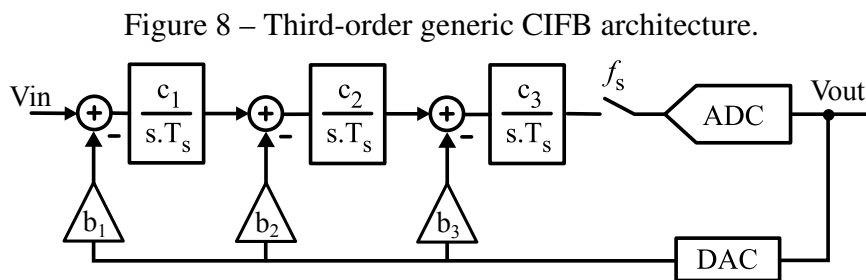 Figure 8 – Third-order generic CIFB architecture.
Vin + - c1 / s.Ts + - c2 / s.Ts + - c3 / s.Ts fs ADC Vout
b1 b2 b3 DAC